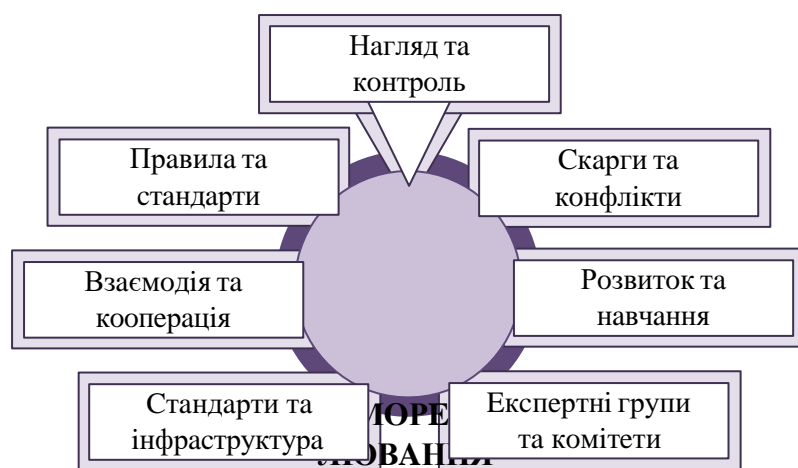 Нагляд та
контроль
Правила та
стандарти
Скарги та
конфлікти
Взаємодія та
кооперація
Розвиток та
навчання
Стандарти та
інфраструктура
Експертні групи
та комітети